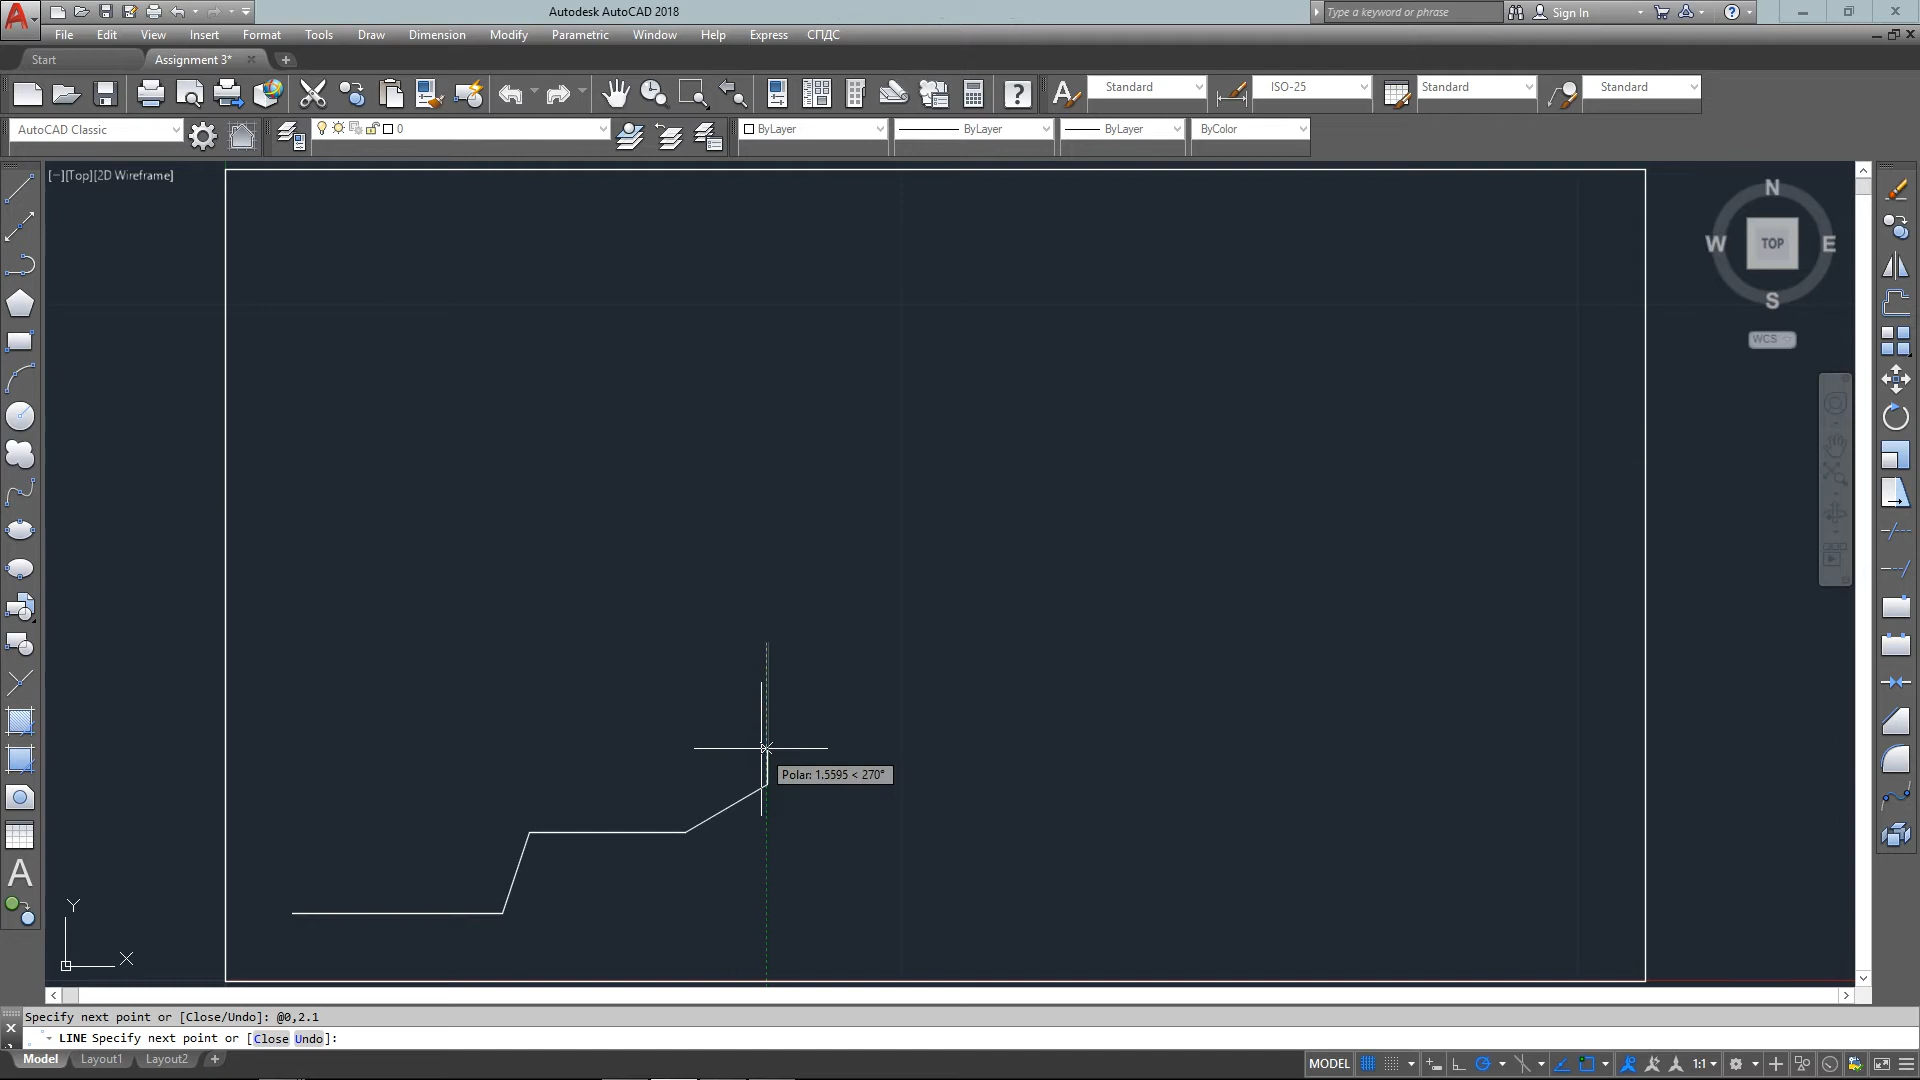 Autodesk AutoCAD 2018
Type a keyword or phrase
Sign In
File Edit View Insert Format Tools Draw Dimension Modify Parametric Window Help Express СПДС
Start
Assignment 3*
Standard
ISO-25
Standard
Standard
AutoCAD Classic
0
ByLayer
ByLayer
ByLayer
ByColor
[−][Top][2D Wireframe]
N
W
TOP
E
S
WCS
Polar: 1.5595 < 270°
A
Y
X
Specify next point or [Close/Undo]: @0,2.1
LINE Specify next point or [Close Undo]:
Model Layout1 Layout2
MODEL
1:1